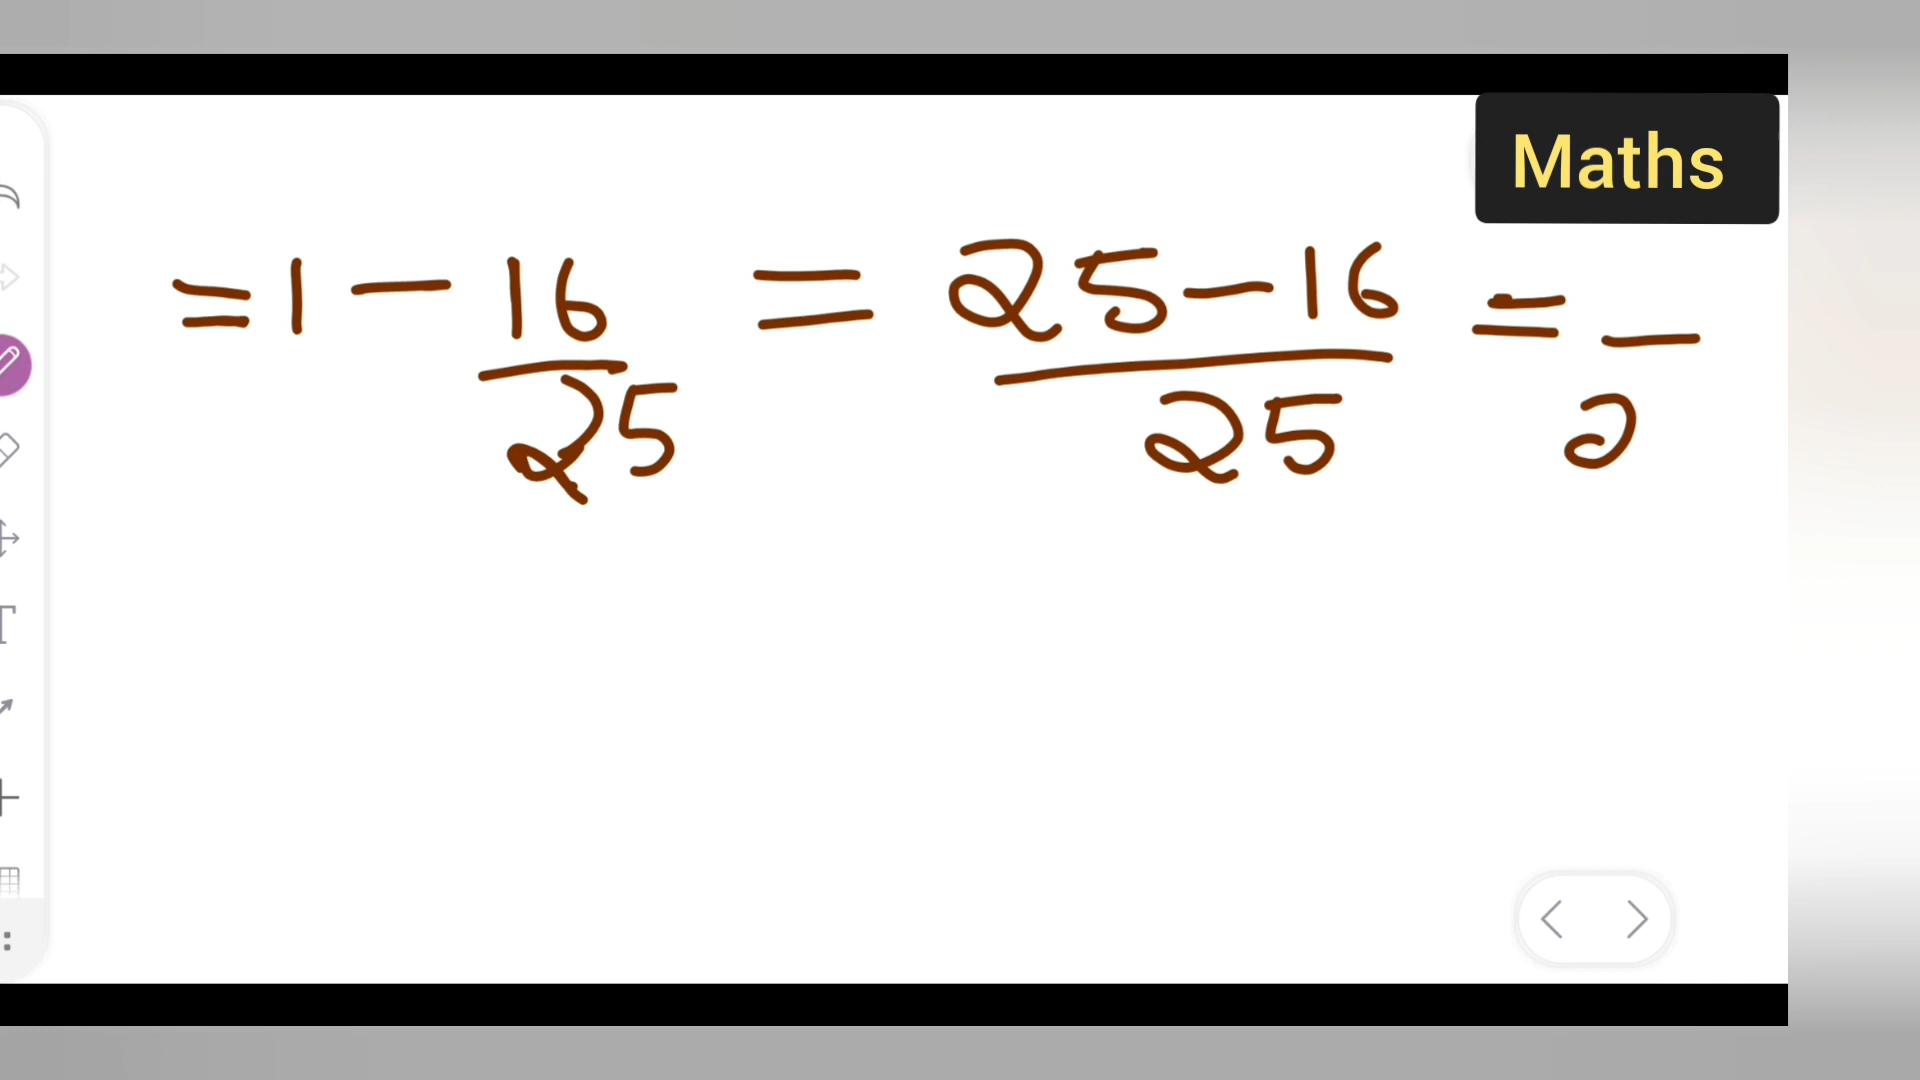 Maths
= 1 - 16/25 = 25-16/25 = —/2